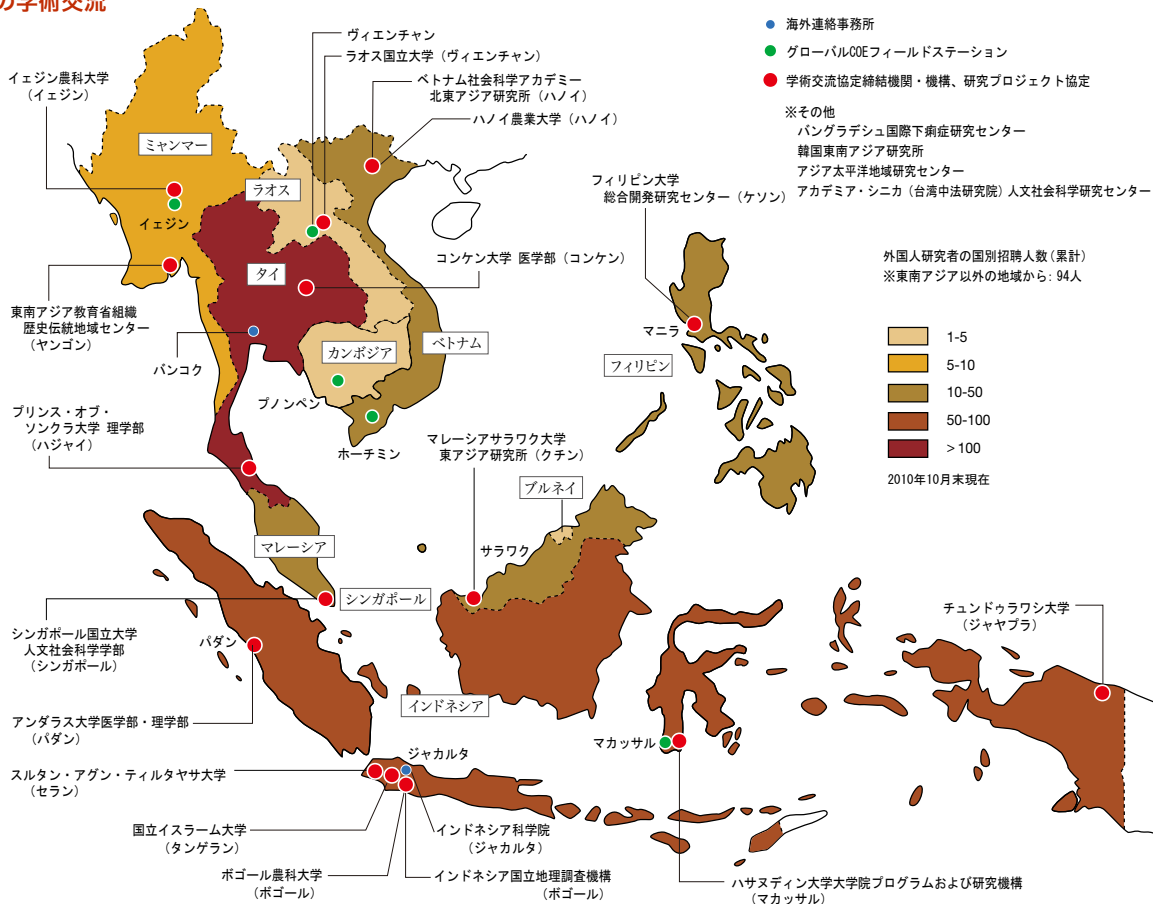 の学術交流
海外連絡事務所
グローバルCOEフィールドステーション
学術交流協定締結機関・機構、研究プロジェクト協定
※その他
バングラデシュ国際下痢症研究センター
韓国東南アジア研究所
アジア太平洋地域研究センター
アカデミア・シニカ（台湾中法研究院）人文社会科学研究センター
外国人研究者の国別招聘人数（累計）
※東南アジア以外の地域から：94人
1-5
5-10
10-50
50-100
＞100
2010年10月末現在
ヴィエンチャン
ラオス国立大学（ヴィエンチャン）
ベトナム社会科学アカデミー
北東アジア研究所（ハノイ）
ハノイ農業大学（ハノイ）
イェジン農科大学
（イェジン）
ミャンマー
ラオス
イェジン
タイ
コンケン大学 医学部（コンケン）
東南アジア教育省組織
歴史伝統地域センター
（ヤンゴン）
バンコク
カンボジア
ベトナム
プノンペン
ホーチミン
プリンス・オブ・
ソンクラ大学 理学部
（ハジャイ）
フィリピン大学
総合開発研究センター（ケソン）
マニラ
フィリピン
マレーシアサラワク大学
東アジア研究所（クチン）
ブルネイ
サラワク
マレーシア
シンガポール
シンガポール国立大学
人文社会科学学部
（シンガポール）
パダン
アンダラス大学医学部・理学部
（パダン）
インドネシア
チュンドゥラワシ大学
（ジャヤプラ）
マカッサル
ジャカルタ
スルタン・アグン・ティルタヤサ大学
（セラン）
国立イスラーム大学
（タンゲラン）
インドネシア科学院
（ジャカルタ）
ボゴール農科大学
（ボゴール）
インドネシア国立地理調査機構
（ボゴール）
ハサヌディン大学大学院プログラムおよび研究機構
（マカッサル）